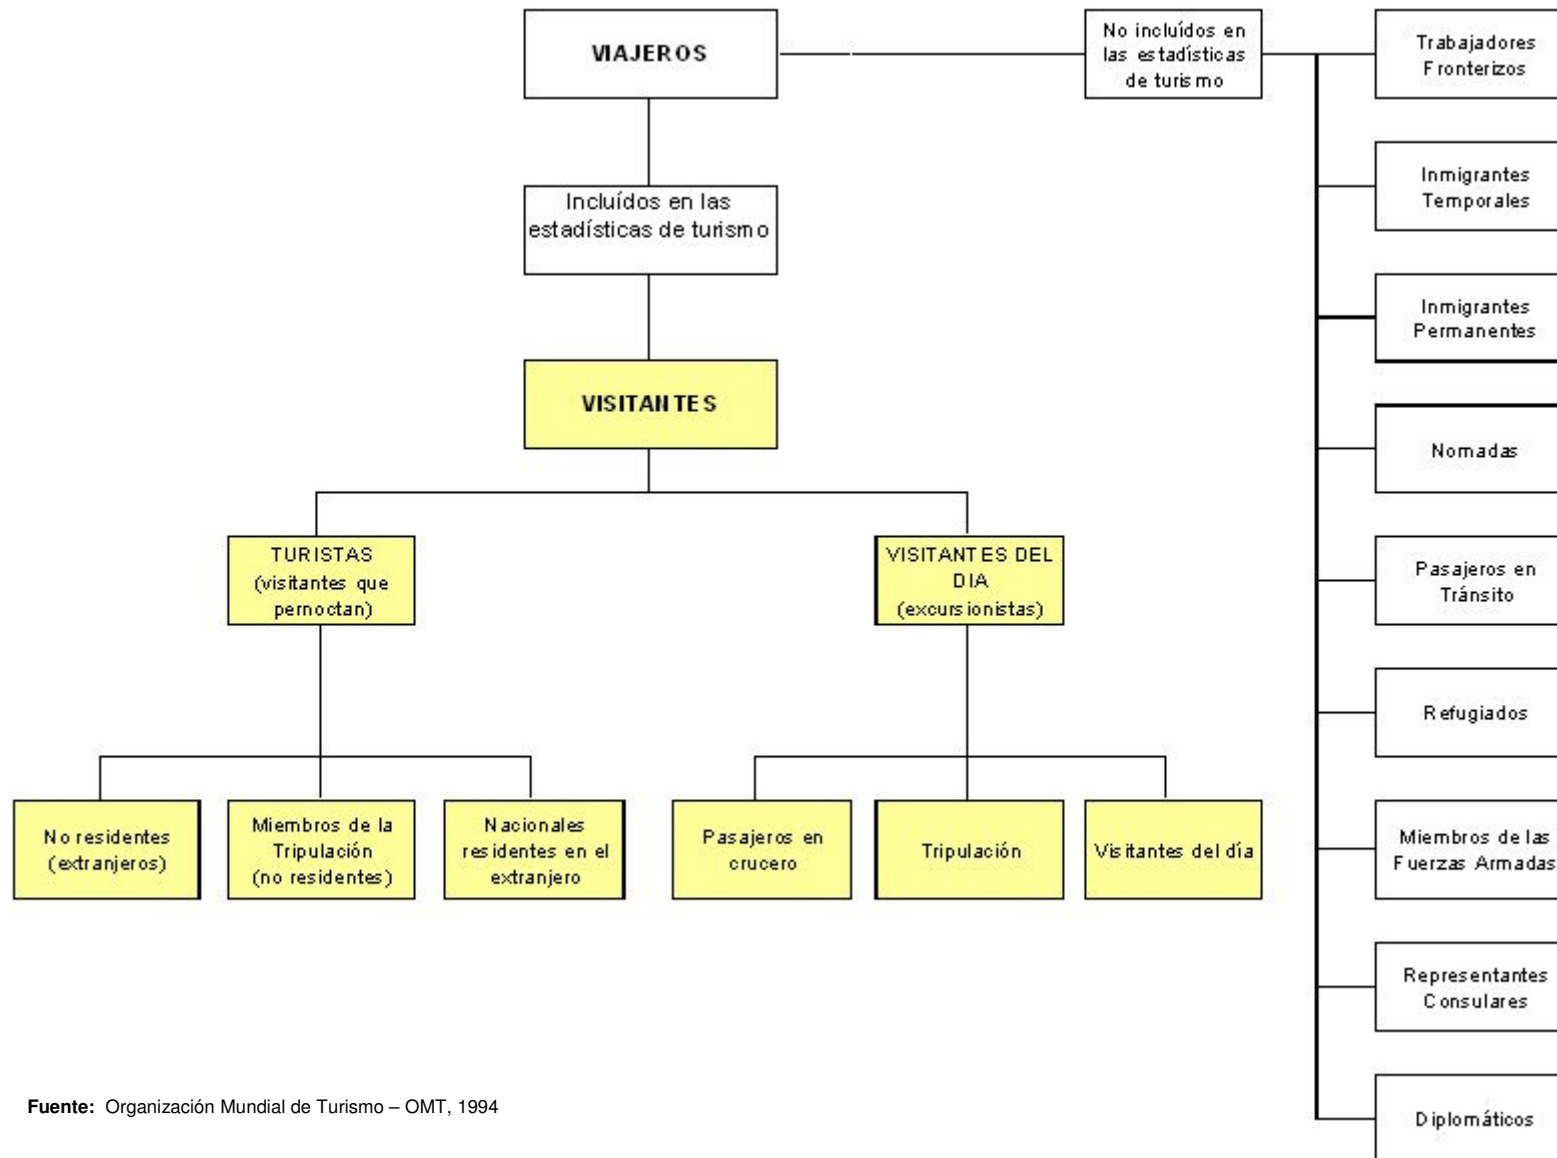 VIAJEROS
No incluídos en
las estadísticas
de turismo
Trabajadores
Fronterizos
Inmigrantes
Temporales
Incluídos en las
estadísticas de turismo
Inmigrantes
Permanentes
VISITANTES
Nomadas
TURISTAS
(visitantes que
pernoctan)
VISITANTES DEL
DIA
(excursionistas)
Pasajeros en
Tránsito
Refugiados
No residentes
(extranjeros)
Miembros de la
Tripulación
(no residentes)
Nacionales
residentes en el
extranjero
Pasajeros en
crucero
Tripulación
Visitantes del día
Miembros de las
Fuerzas Armadas
Representantes
Consulares
Diplomáticos
Fuente: Organización Mundial de Turismo – OMT, 1994